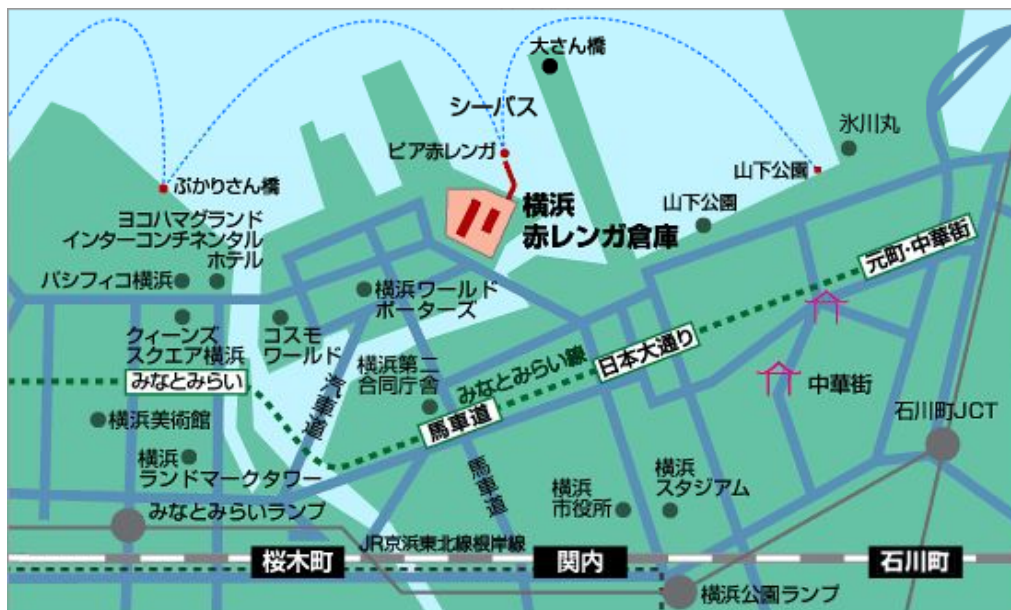 大さん橋
シーバス
氷川丸
ピア赤レンガ
山下公園
ぷかりさん橋
横浜
赤レンガ倉庫
山下公園
ヨコハマグランド
インターコンチネンタル
ホテル
元町・中華街
パシフィコ横浜
横浜ワールド
ポーターズ
クィーンズ
スクエア横浜
コスモ
ワールド
日本大通り
みなとみらい線
横浜第二
合同庁舎
みなとみらい
汽車道
中華街
馬車道
横浜美術館
石川町JCT
横浜
ランドマークタワー
馬車道
横浜
スタジアム
横浜
市役所
みなとみらいランプ
JR京浜東北線根岸線
桜木町
関内
石川町
横浜公園ランプ